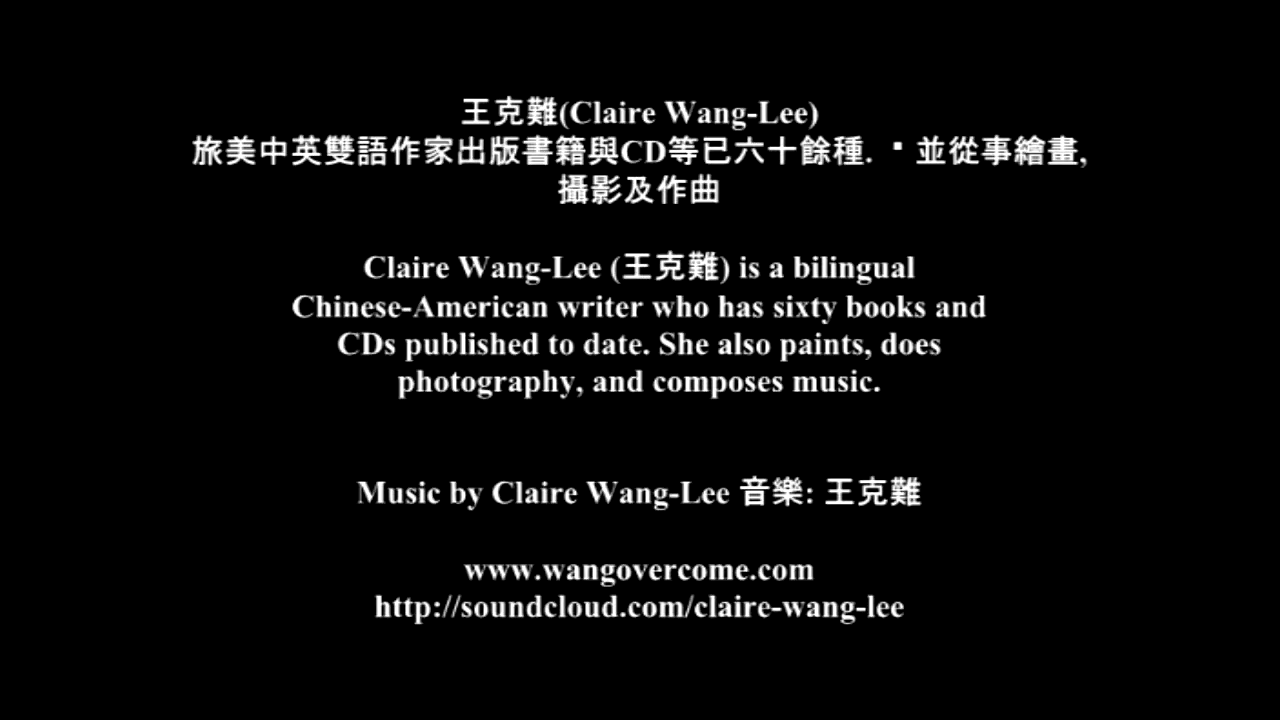 王克難(Claire Wang-Lee)
旅美中英雙語作家出版書籍與CD等已六十餘種. ▪ 並從事繪畫,
攝影及作曲
Claire Wang-Lee (王克難) is a bilingual
Chinese-American writer who has sixty books and
CDs published to date. She also paints, does
photography, and composes music.
Music by Claire Wang-Lee 音樂: 王克難
www.wangovercome.com
http://soundcloud.com/claire-wang-lee